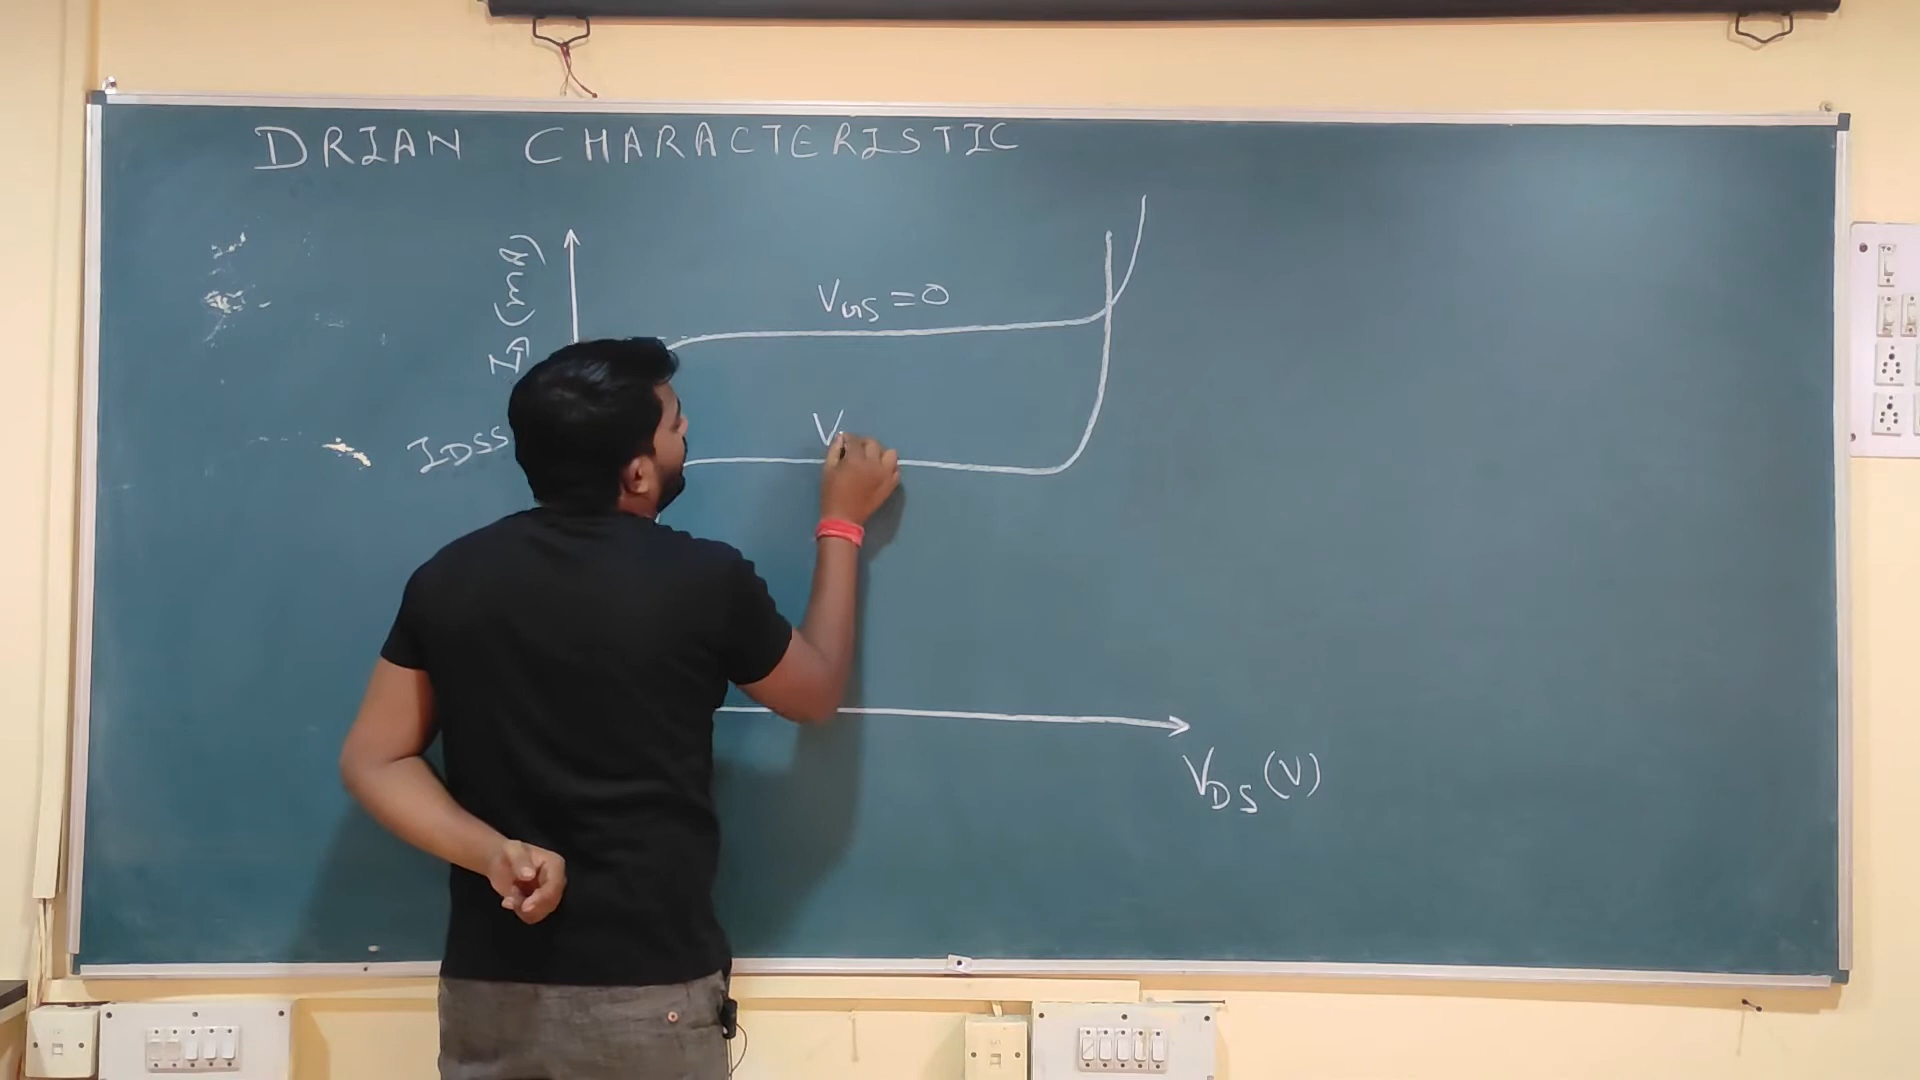 DRIAN CHARACTERISTIC
ID (mA)
VGS = 0
V
IDSS
VDS (V)